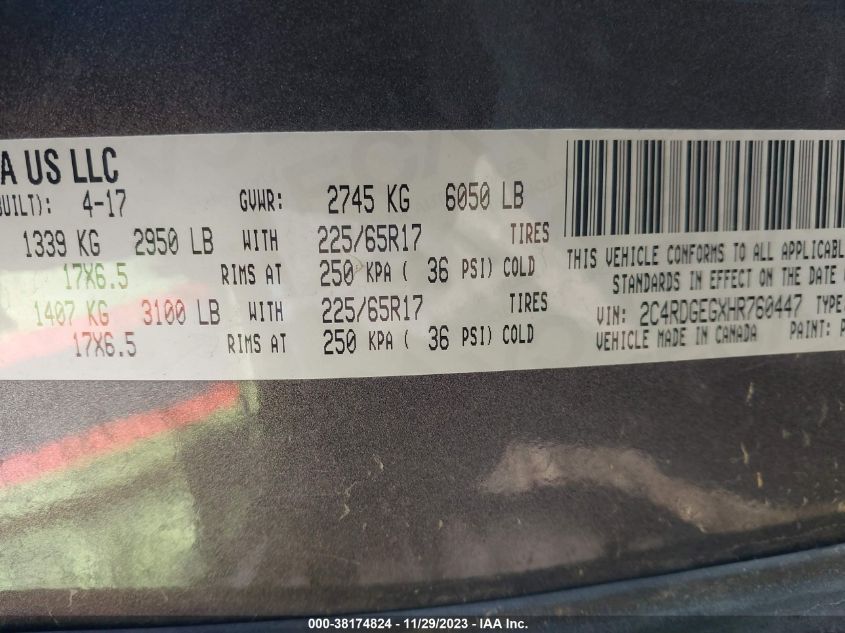 A US LLC
BUILT): 4-17 GVWR: 2745 KG 6050 LB
1339 KG 2950 LB WITH 225/65R17 TIRES
17X6.5 RIMS AT 250 KPA ( 36 PSI) COLD
1407 KG 3100 LB WITH 225/65R17 TIRES
17X6.5 RIMS AT 250 KPA ( 36 PSI) COLD
THIS VEHICLE CONFORMS TO ALL APPLICABL
STANDARDS IN EFFECT ON THE DATE
VIN: 2C4RDGEGXHR760447 TYPE:
VEHICLE MADE IN CANADA PAINT: P
000-38174824 - 11/29/2023 - IAA Inc.